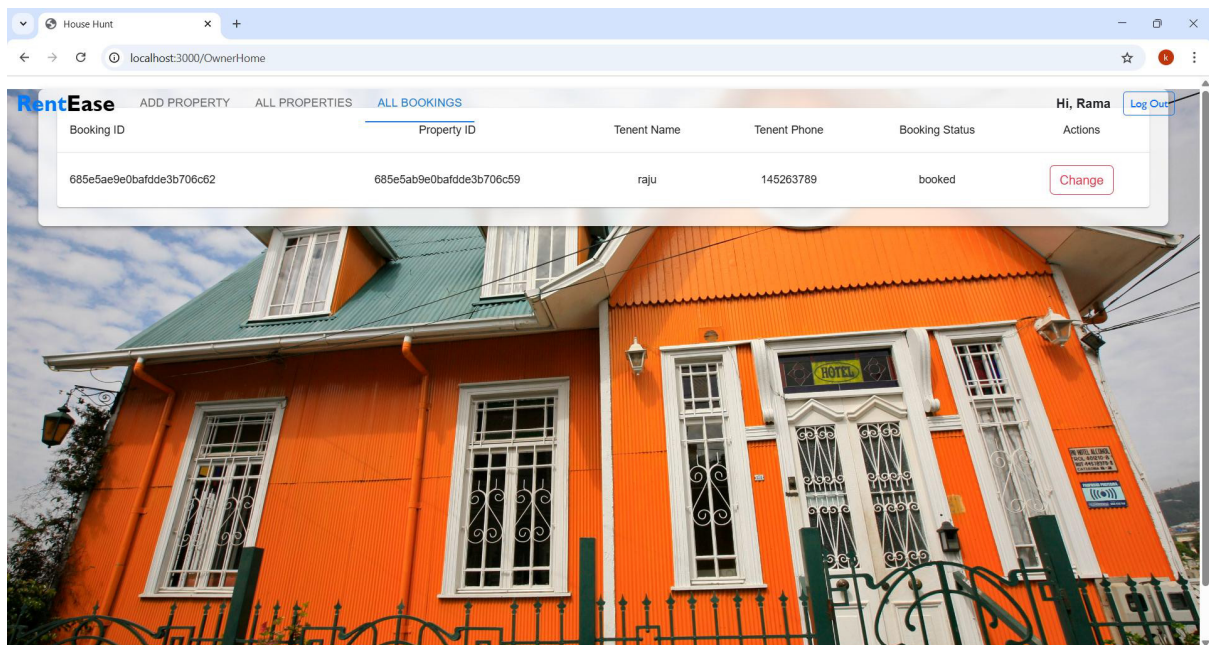 House Hunt
localhost:3000/OwnerHome
k
RentEase ADD PROPERTY ALL PROPERTIES ALL BOOKINGS Hi, Rama Log Out
Booking ID Property ID Tenent Name Tenent Phone Booking Status Actions
685e5ae9e0bafdde3b706c62 685e5ab9e0bafdde3b706c59 raju 145263789 booked Change
HOTEL